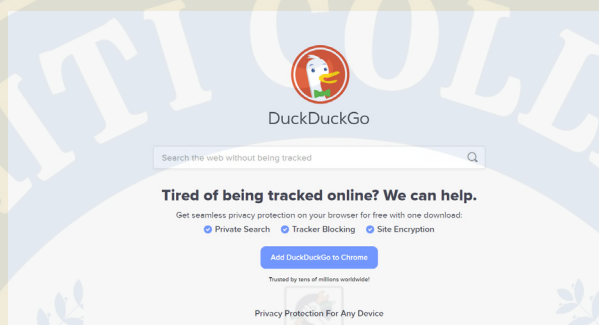 ITI COLL
DuckDuckGo
Search the web without being tracked
Tired of being tracked online? We can help.
Get seamless privacy protection on your browser for free with one download:
Private Search Tracker Blocking Site Encryption
Add DuckDuckGo to Chrome
Trusted by tens of millions worldwide!
Privacy Protection For Any Device